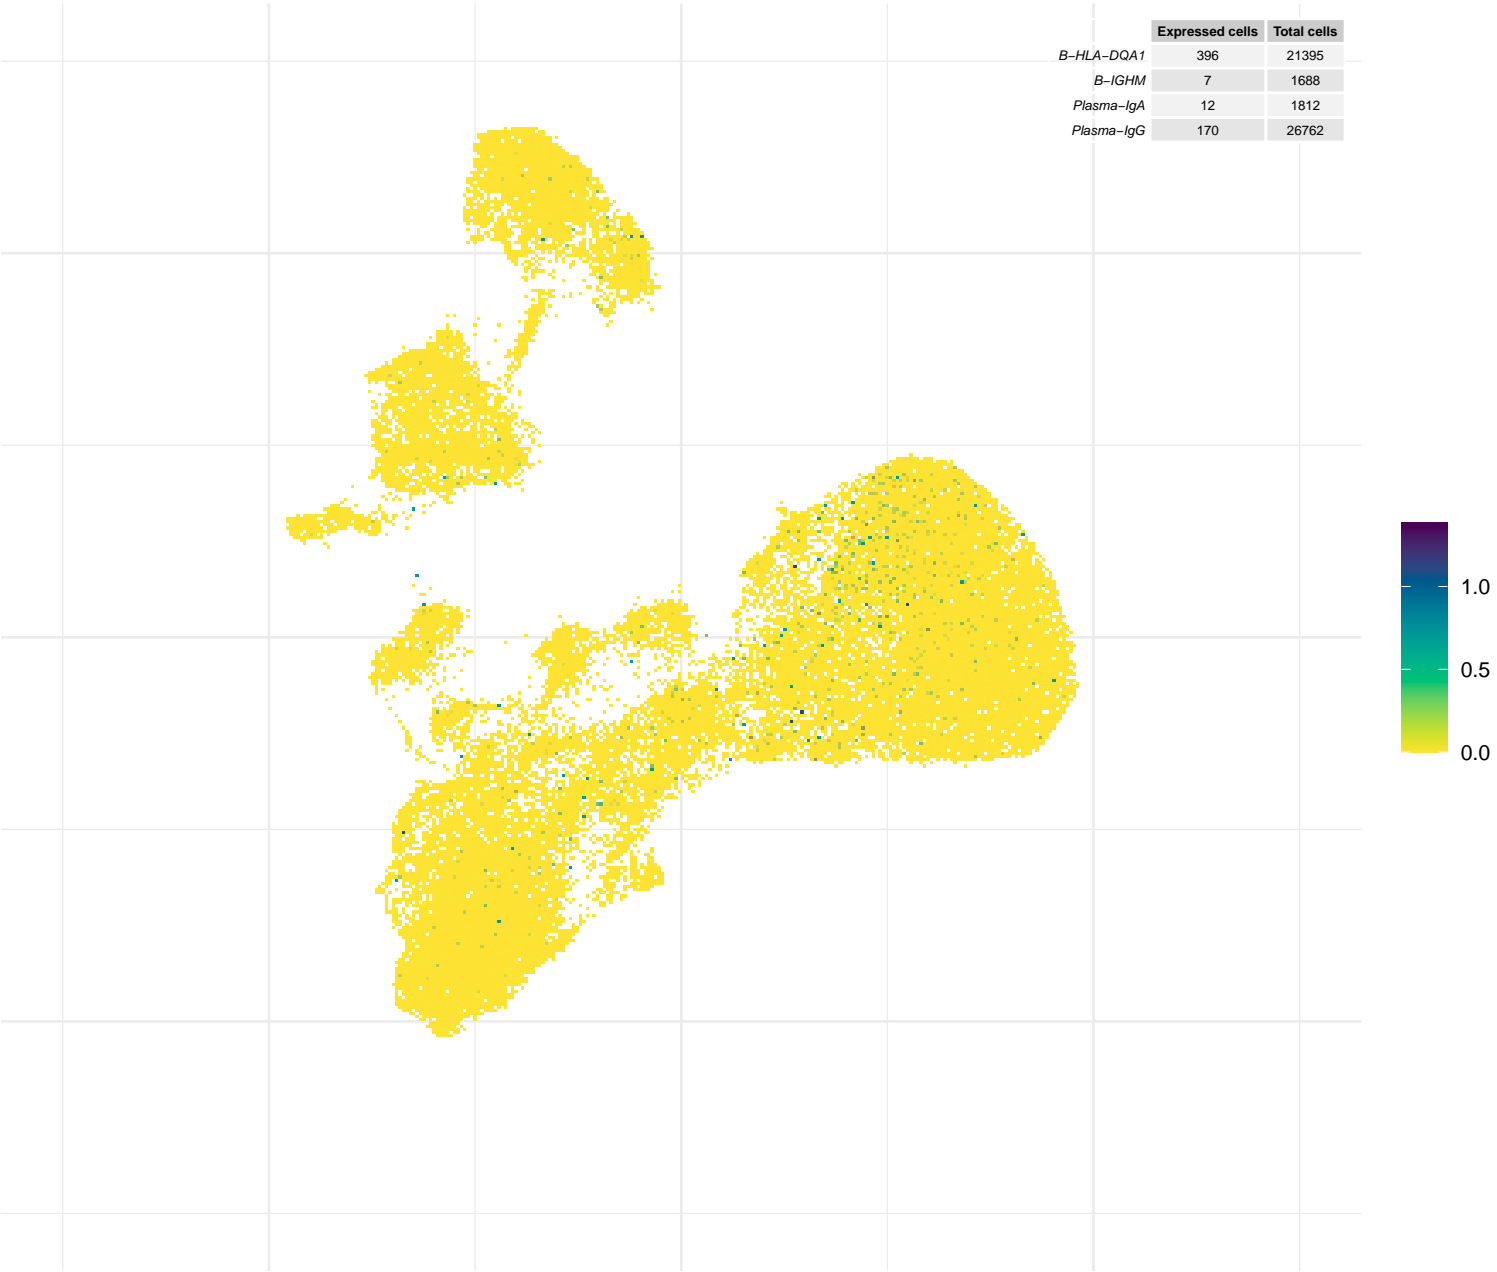 Expressed cells Total cells
B−HLA−DQA1 396 21395
B−IGHM 7 1688
Plasma−IgA 12 1812
Plasma−IgG 170 26762
1.0
0.5
0.0